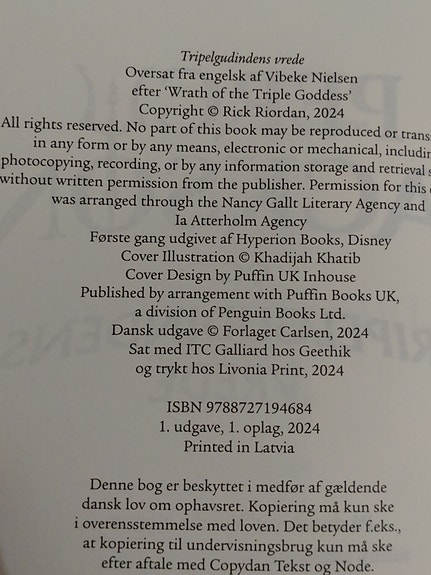 Tripelgudindens vrede
Oversat fra engelsk af Vibeke Nielsen
efter ‘Wrath of the Triple Goddess’
Copyright © Rick Riordan, 2024
All rights reserved. No part of this book may be reproduced or trans
in any form or by any means, electronic or mechanical, includin
photocopying, recording, or by any information storage and retrieval s
without written permission from the publisher. Permission for this
was arranged through the Nancy Gallt Literary Agency and
Ia Atterholm Agency
Første gang udgivet af Hyperion Books, Disney
Cover Illustration © Khadijah Khatib
Cover Design by Puffin UK Inhouse
Published by arrangement with Puffin Books UK,
a division of Penguin Books Ltd.
Dansk udgave © Forlaget Carlsen, 2024
Sat med ITC Galliard hos Geethik
og trykt hos Livonia Print, 2024
ISBN 9788727194684
1. udgave, 1. oplag, 2024
Printed in Latvia
Denne bog er beskyttet i medfør af gældende
dansk lov om ophavsret. Kopiering må kun ske
i overensstemmelse med loven. Det betyder f.eks.,
at kopiering til undervisningsbrug kun må ske
efter aftale med Copydan Tekst og Node.